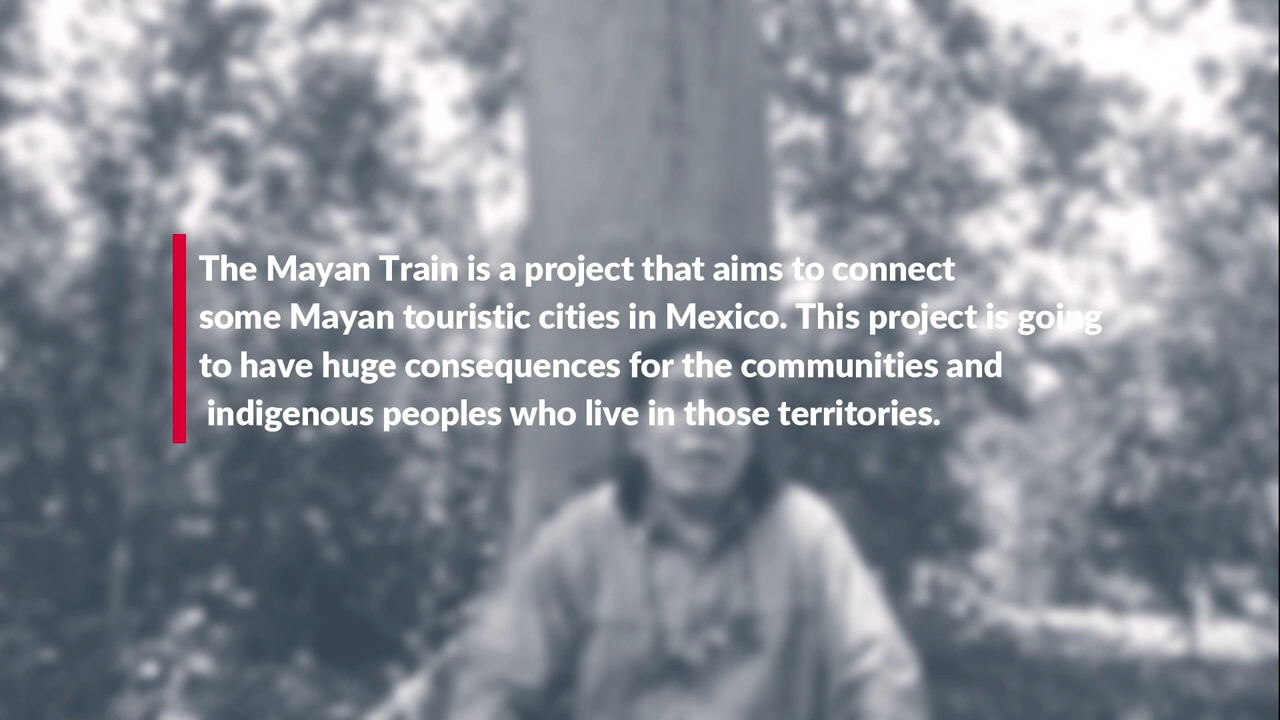 The Mayan Train is a project that aims to connect
some Mayan touristic cities in Mexico. This project is going
to have huge consequences for the communities and
indigenous peoples who live in those territories.